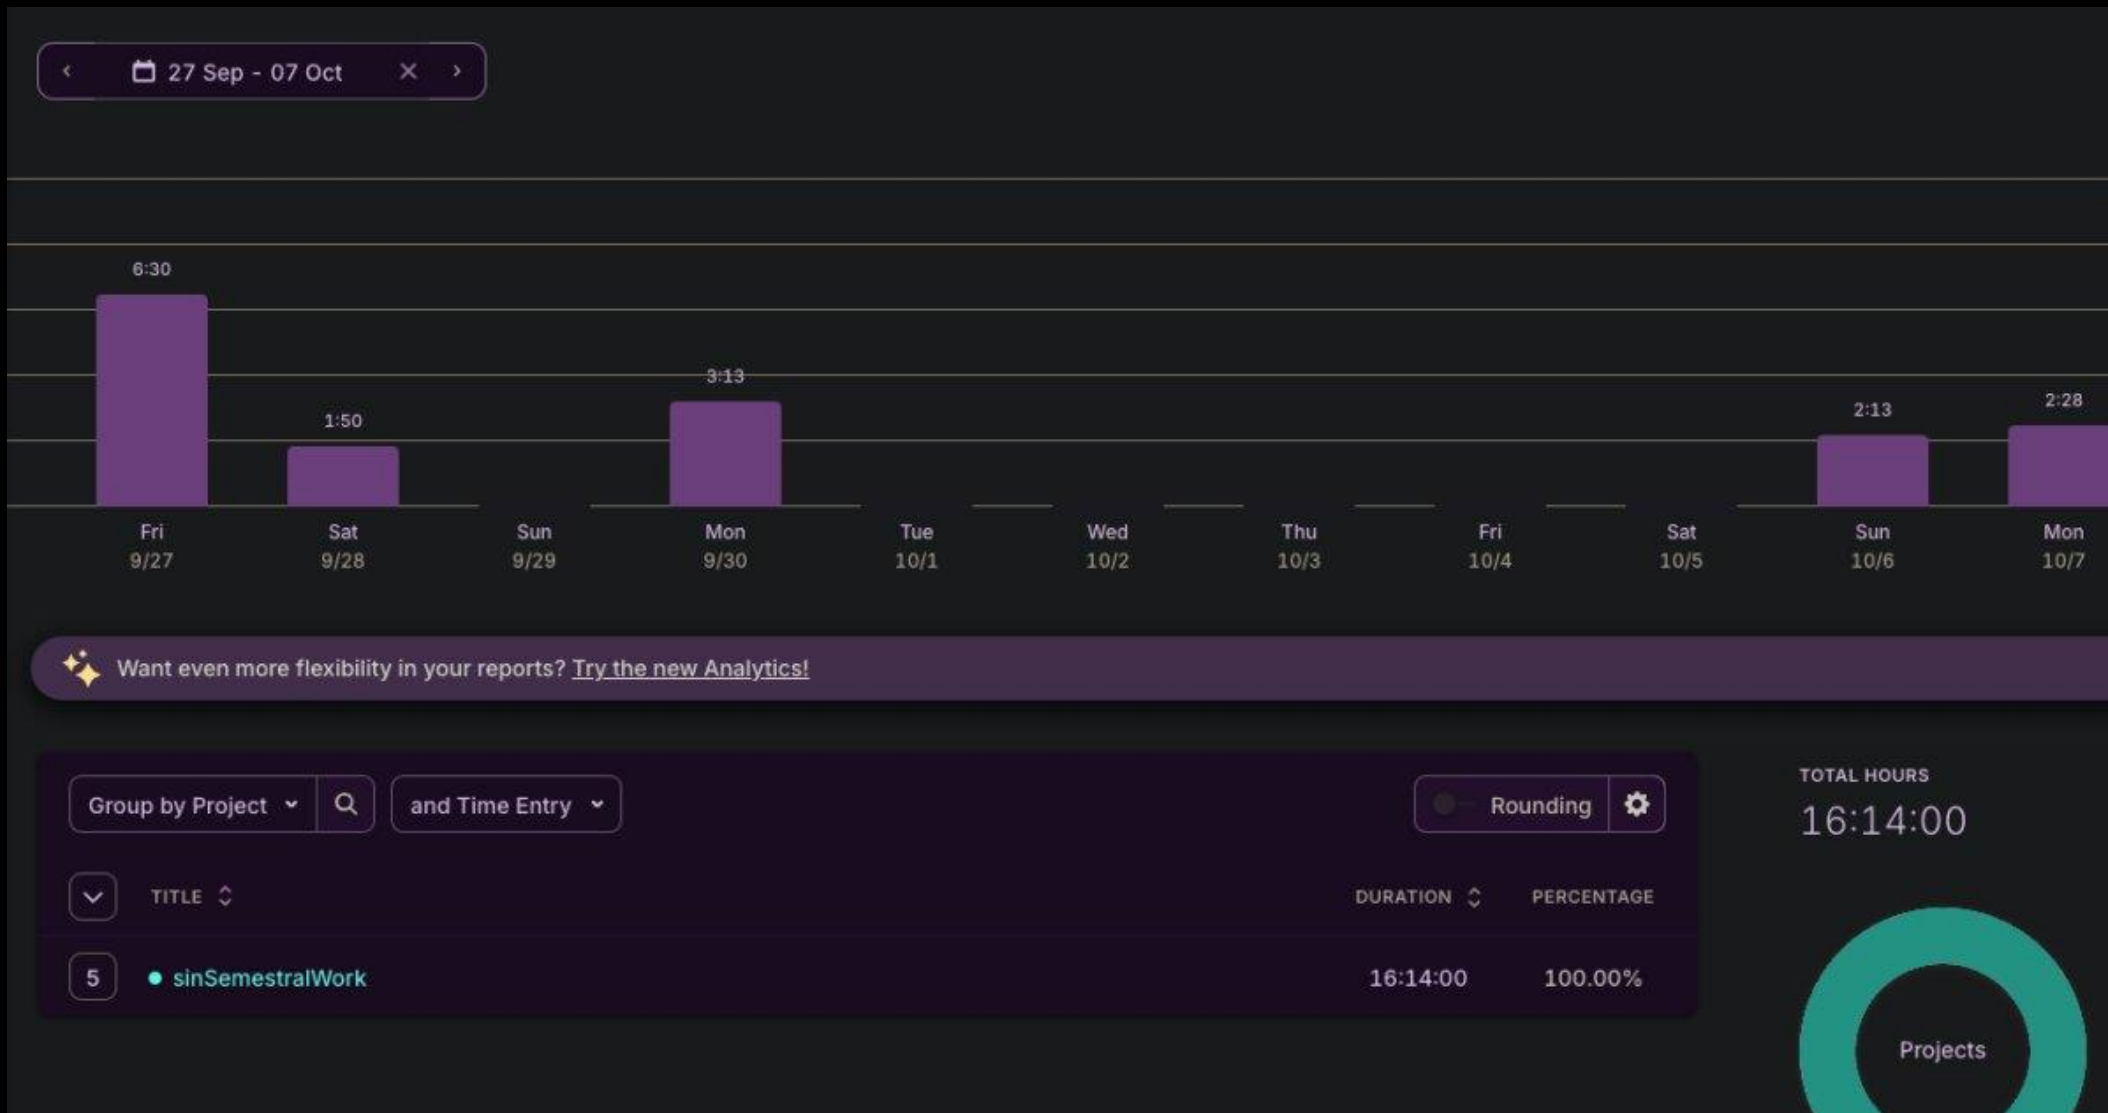 27 Sep - 07 Oct
6:30
1:50
3:13
2:13
2:28
Fri Sat Sun Mon Tue Wed Thu Fri Sat Sun Mon
9/27 9/28 9/29 9/30 10/1 10/2 10/3 10/4 10/5 10/6 10/7
Want even more flexibility in your reports? Try the new Analytics!
Group by Project and Time Entry Rounding
TITLE DURATION PERCENTAGE
5 sinSemestralWork 16:14:00 100.00%
TOTAL HOURS
16:14:00
Projects